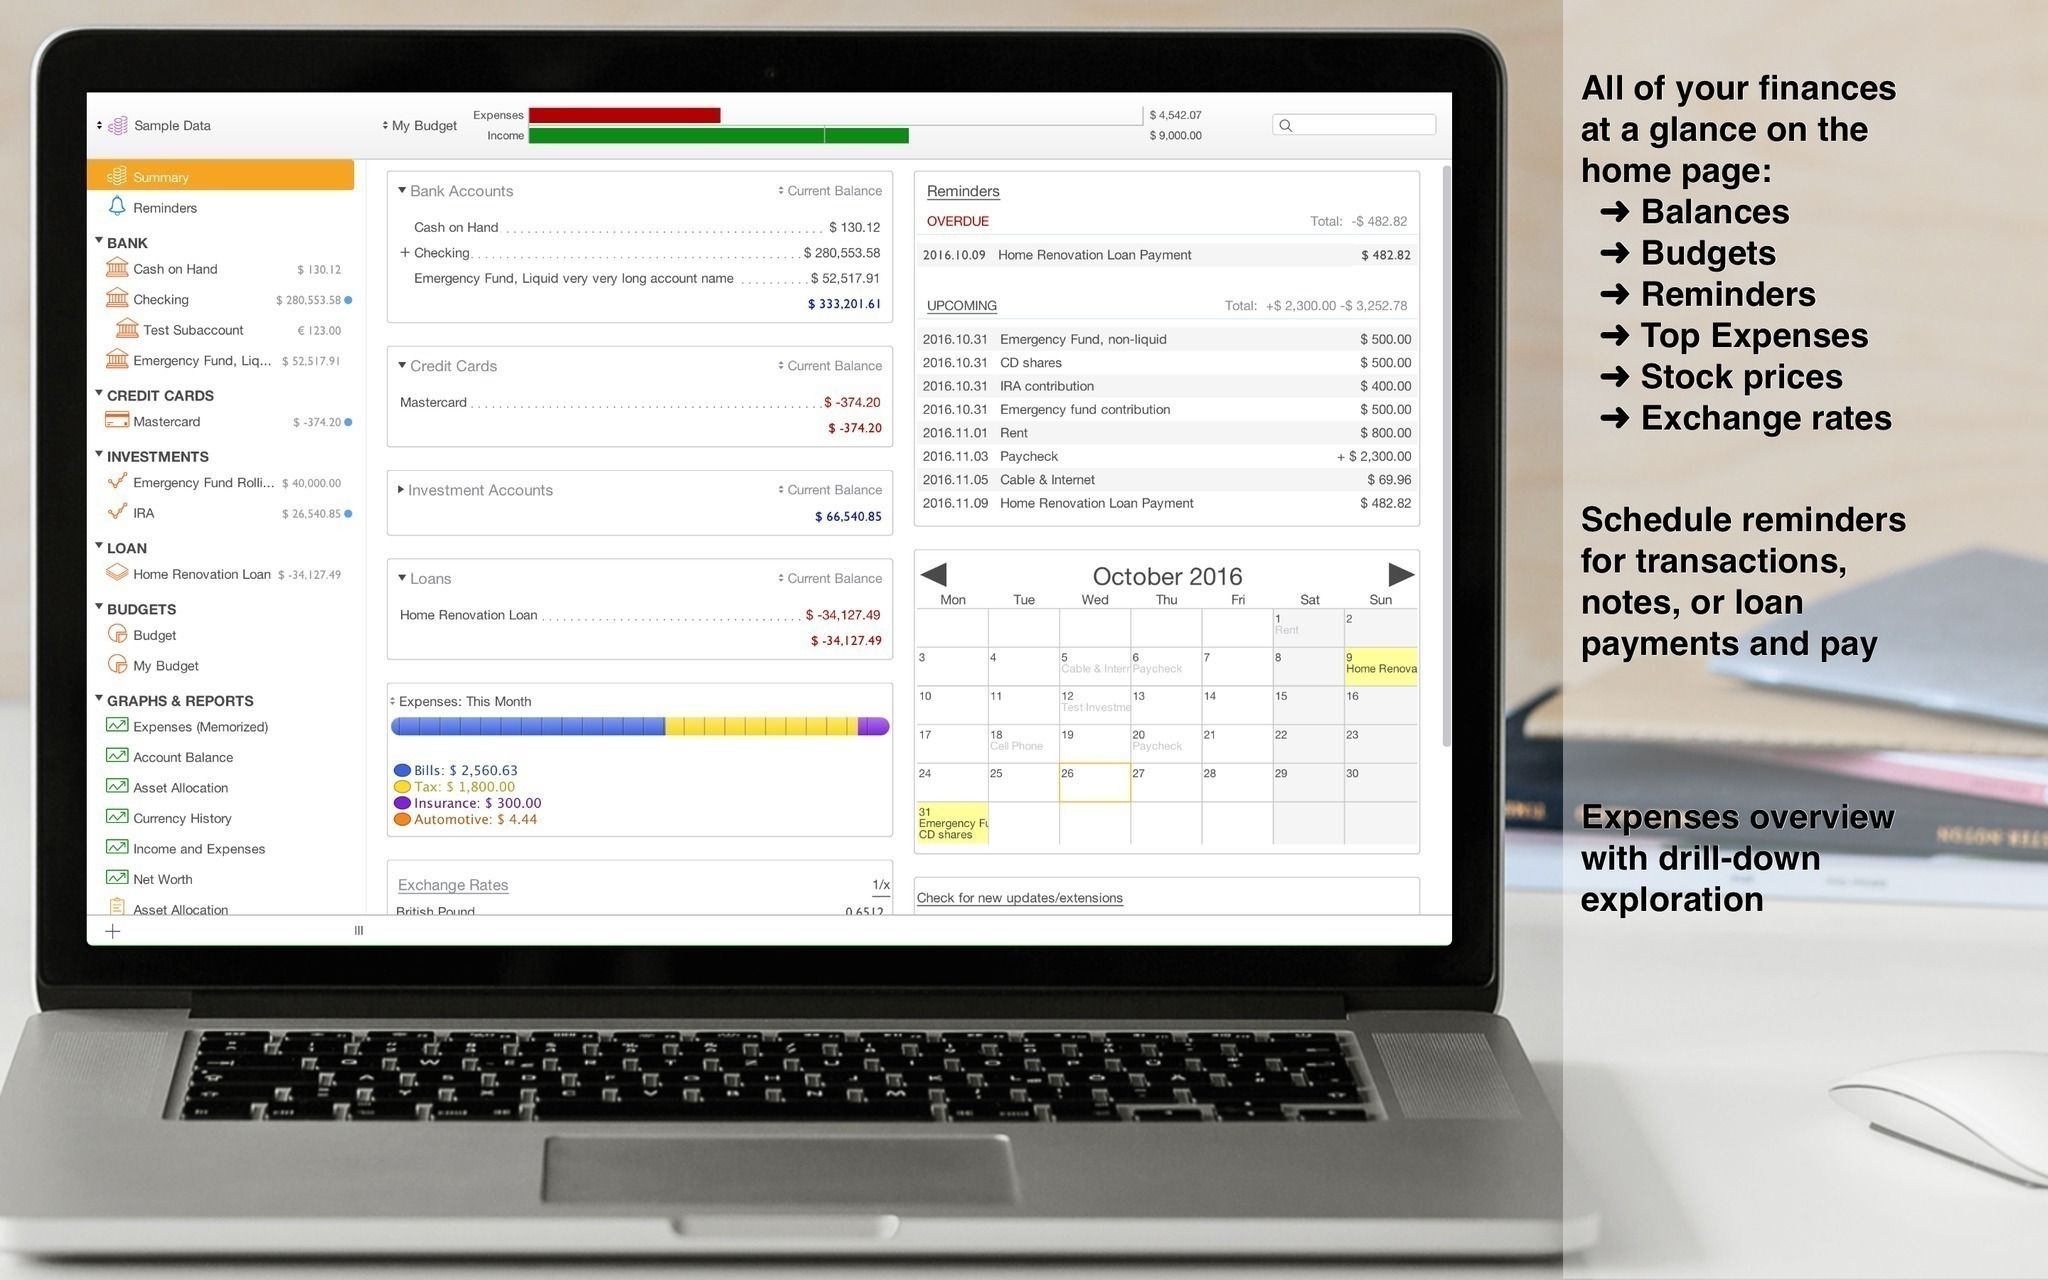 Sample Data
My Budget
Expenses
$ 4,542.07
Income
$ 9,000.00
Summary
Reminders
BANK
Cash on Hand $ 130.12
Checking $ 280,553.58
Test Subaccount € 123.00
Emergency Fund, Liq... $ 52,517.91
CREDIT CARDS
Mastercard $ -374.20
INVESTMENTS
Emergency Fund Rolli... $ 40,000.00
IRA $ 26,540.85
LOAN
Home Renovation Loan $ -34,127.49
BUDGETS
Budget
My Budget
GRAPHS & REPORTS
Expenses (Memorized)
Account Balance
Asset Allocation
Currency History
Income and Expenses
Net Worth
Asset Allocation
Bank Accounts Current Balance
Cash on Hand $ 130.12
+ Checking $ 280,553.58
Emergency Fund, Liquid very very long account name $ 52,517.91
$ 333,201.61
Credit Cards Current Balance
Mastercard $ -374.20
$ -374.20
Investment Accounts Current Balance
$ 66,540.85
Loans Current Balance
Home Renovation Loan $ -34,127.49
$ -34,127.49
Expenses: This Month
Bills: $ 2,560.63
Tax: $ 1,800.00
Insurance: $ 300.00
Automotive: $ 4.44
Exchange Rates 1/x
British Pound 0.6512
Reminders
OVERDUE Total: -$ 482.82
2016.10.09 Home Renovation Loan Payment $ 482.82
UPCOMING Total: +$ 2,300.00 -$ 3,252.78
2016.10.31 Emergency Fund, non-liquid $ 500.00
2016.10.31 CD shares $ 500.00
2016.10.31 IRA contribution $ 400.00
2016.10.31 Emergency fund contribution $ 500.00
2016.11.01 Rent $ 800.00
2016.11.03 Paycheck + $ 2,300.00
2016.11.05 Cable & Internet $ 69.96
2016.11.09 Home Renovation Loan Payment $ 482.82
October 2016
Mon Tue Wed Thu Fri Sat Sun
1 2
Rent
3 4 5 6 7 8 9
Cable & Intern Paycheck Home Renova
10 11 12 13 14 15 16
Test Investme
17 18 19 20 21 22 23
Cell Phone Paycheck
24 25 26 27 28 29 30
31
Emergency Fu
CD shares
Check for new updates/extensions
All of your finances
at a glance on the
home page:
➜ Balances
➜ Budgets
➜ Reminders
➜ Top Expenses
➜ Stock prices
➜ Exchange rates
Schedule reminders
for transactions,
notes, or loan
payments and pay
Expenses overview
with drill-down
exploration